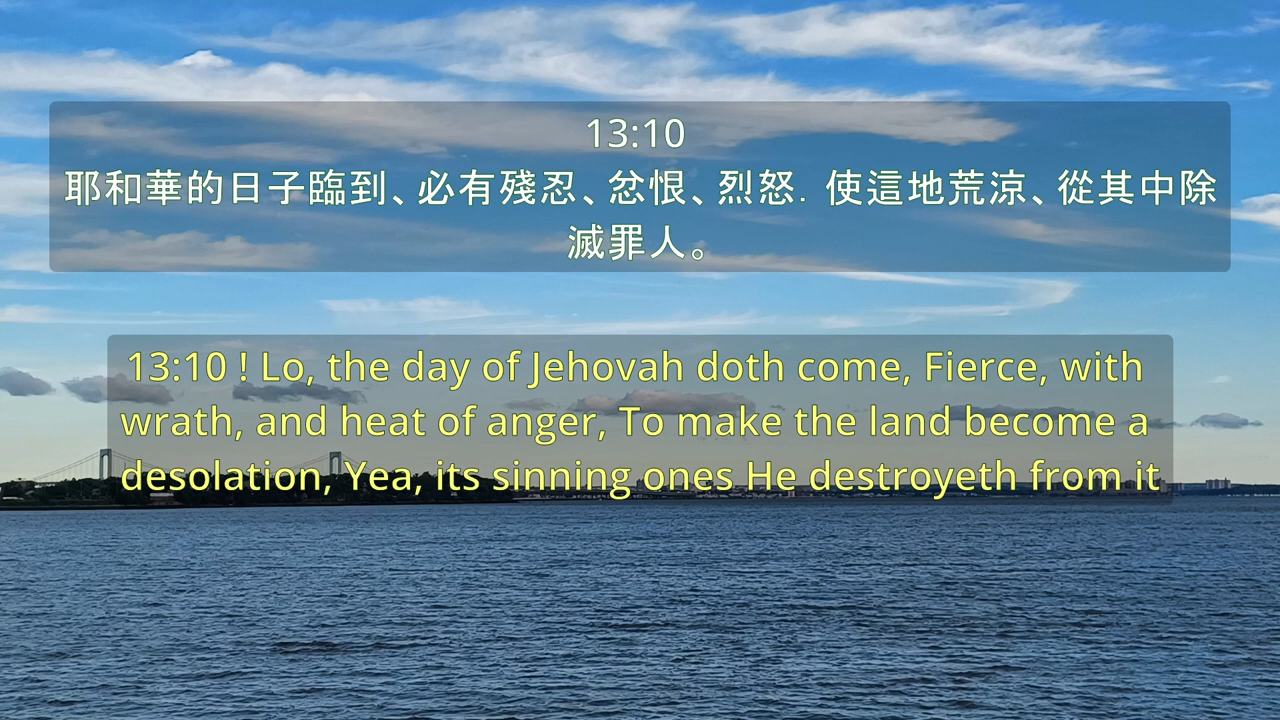 13:10
耶和華的日子臨到、必有殘忍、忿恨、烈怒．使這地荒涼、從其中除
滅罪人。
13:10 ! Lo, the day of Jehovah doth come, Fierce, with
wrath, and heat of anger, To make the land become a
desolation, Yea, its sinning ones He destroyeth from it